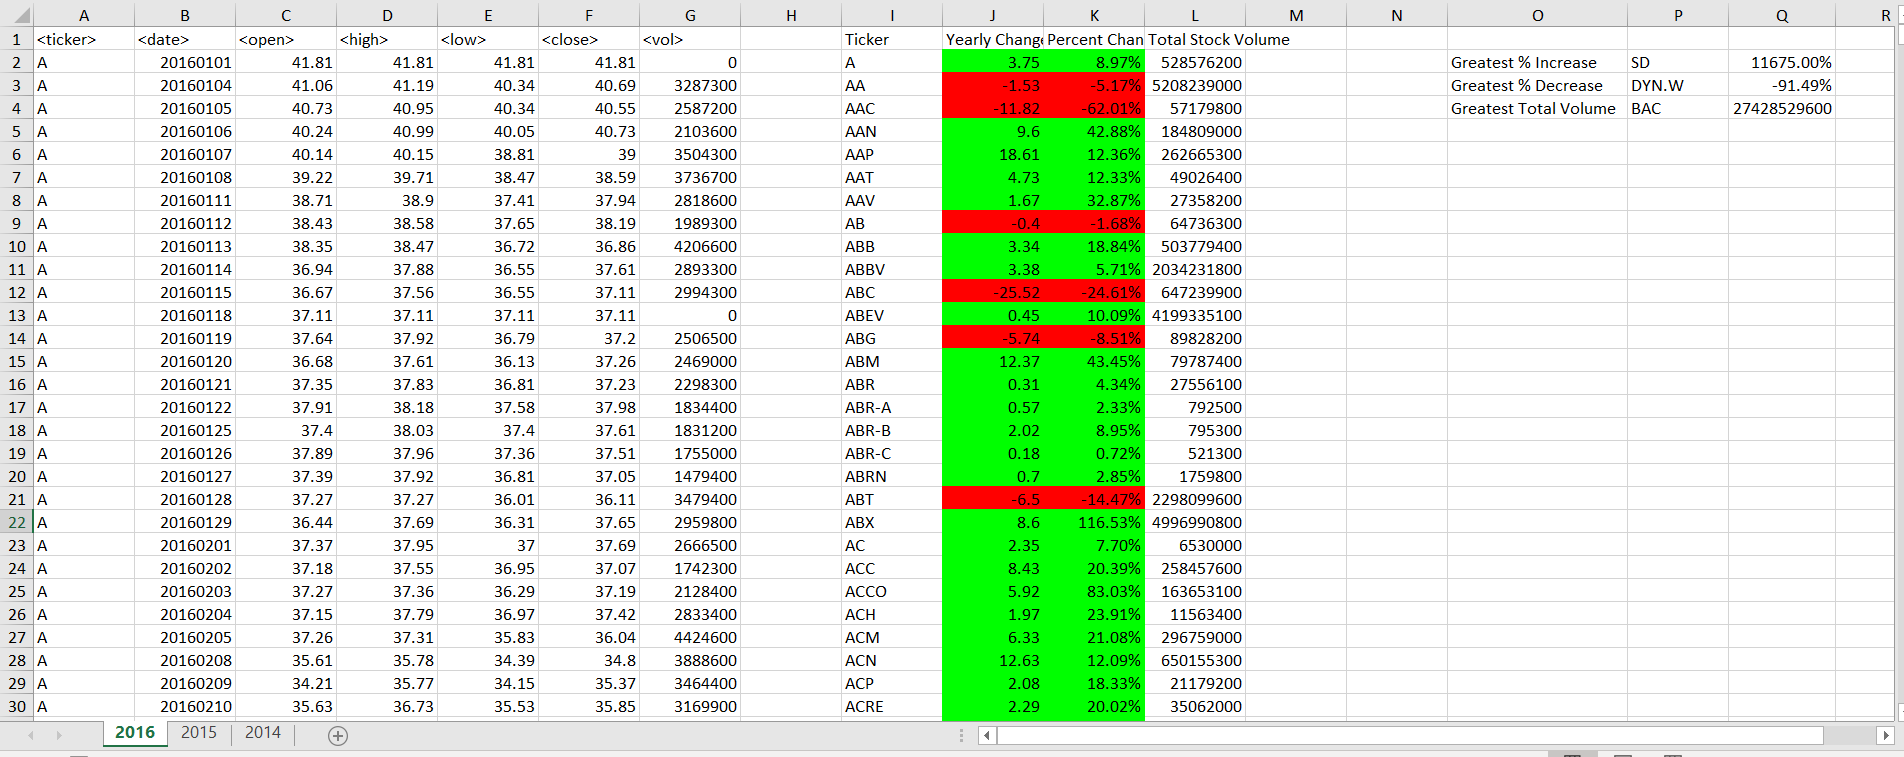 A B C D E F G H I J K L M N O P Q R
1 <ticker> <date> <open> <high> <low> <close> <vol> Ticker Yearly Change Percent Chan Total Stock Volume
2 A 20160101 41.81 41.81 41.81 41.81 0 A 3.75 8.97% 528576200 Greatest % Increase SD 11675.00%
3 A 20160104 41.06 41.19 40.34 40.69 3287300 AA -1.53 -5.17% 5208239000 Greatest % Decrease DYN.W -91.49%
4 A 20160105 40.73 40.95 40.34 40.55 2587200 AAC -11.82 -62.01% 57179800 Greatest Total Volume BAC 27428529600
5 A 20160106 40.24 40.99 40.05 40.73 2103600 AAN 9.6 42.88% 184809000
6 A 20160107 40.14 40.15 38.81 39 3504300 AAP 18.61 12.36% 262665300
7 A 20160108 39.22 39.71 38.47 38.59 3736700 AAT 4.73 12.33% 49026400
8 A 20160111 38.71 38.9 37.41 37.94 2818600 AAV 1.67 32.87% 27358200
9 A 20160112 38.43 38.58 37.65 38.19 1989300 AB -0.4 -1.68% 64736300
10 A 20160113 38.35 38.47 36.72 36.86 4206600 ABB 3.34 18.84% 503779400
11 A 20160114 36.94 37.88 36.55 37.61 2893300 ABBV 3.38 5.71% 2034231800
12 A 20160115 36.67 37.56 36.55 37.11 2994300 ABC -25.52 -24.61% 647239900
13 A 20160118 37.11 37.11 37.11 37.11 0 ABEV 0.45 10.09% 4199335100
14 A 20160119 37.64 37.92 36.79 37.2 2506500 ABG -5.74 -8.51% 89828200
15 A 20160120 36.68 37.61 36.13 37.26 2469000 ABM 12.37 43.45% 79787400
16 A 20160121 37.35 37.83 36.81 37.23 2298300 ABR 0.31 4.34% 27556100
17 A 20160122 37.91 38.18 37.58 37.98 1834400 ABR-A 0.57 2.33% 792500
18 A 20160125 37.4 38.03 37.4 37.61 1831200 ABR-B 2.02 8.95% 795300
19 A 20160126 37.89 37.96 37.36 37.51 1755000 ABR-C 0.18 0.72% 521300
20 A 20160127 37.39 37.92 36.81 37.05 1479400 ABRN 0.7 2.85% 1759800
21 A 20160128 37.27 37.27 36.01 36.11 3479400 ABT -6.5 -14.47% 2298099600
22 A 20160129 36.44 37.69 36.31 37.65 2959800 ABX 8.6 116.53% 4996990800
23 A 20160201 37.37 37.95 37 37.69 2666500 AC 2.35 7.70% 6530000
24 A 20160202 37.18 37.55 36.95 37.07 1742300 ACC 8.43 20.39% 258457600
25 A 20160203 37.27 37.36 36.29 37.19 2128400 ACCO 5.92 83.03% 163653100
26 A 20160204 37.15 37.79 36.97 37.42 2833400 ACH 1.97 23.91% 11563400
27 A 20160205 37.26 37.31 35.83 36.04 4424600 ACM 6.33 21.08% 296759000
28 A 20160208 35.61 35.78 34.39 34.8 3888600 ACN 12.63 12.09% 650155300
29 A 20160209 34.21 35.77 34.15 35.37 3464400 ACP 2.08 18.33% 21179200
30 A 20160210 35.63 36.73 35.53 35.85 3169900 ACRE 2.29 20.02% 35062000
2016 2015 2014